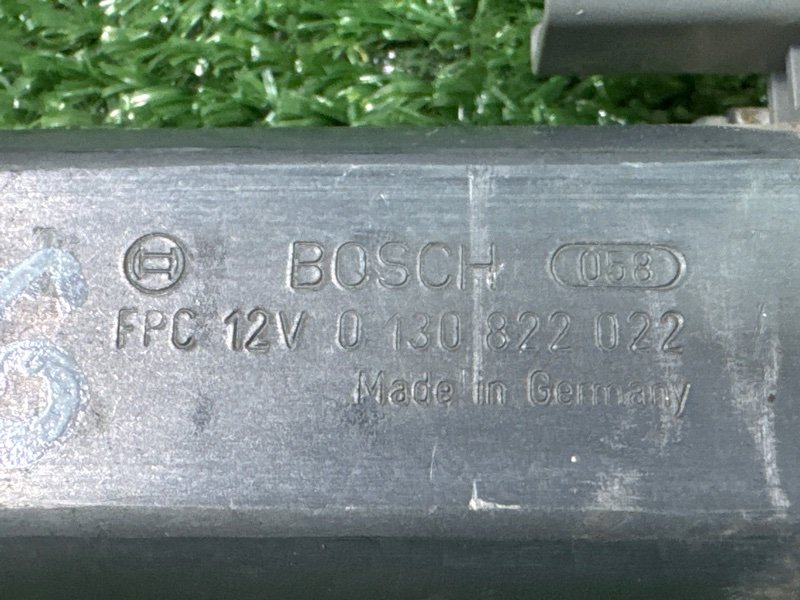 BOSCH 058
FPC 12V 0 130 822 022
Made in Germany